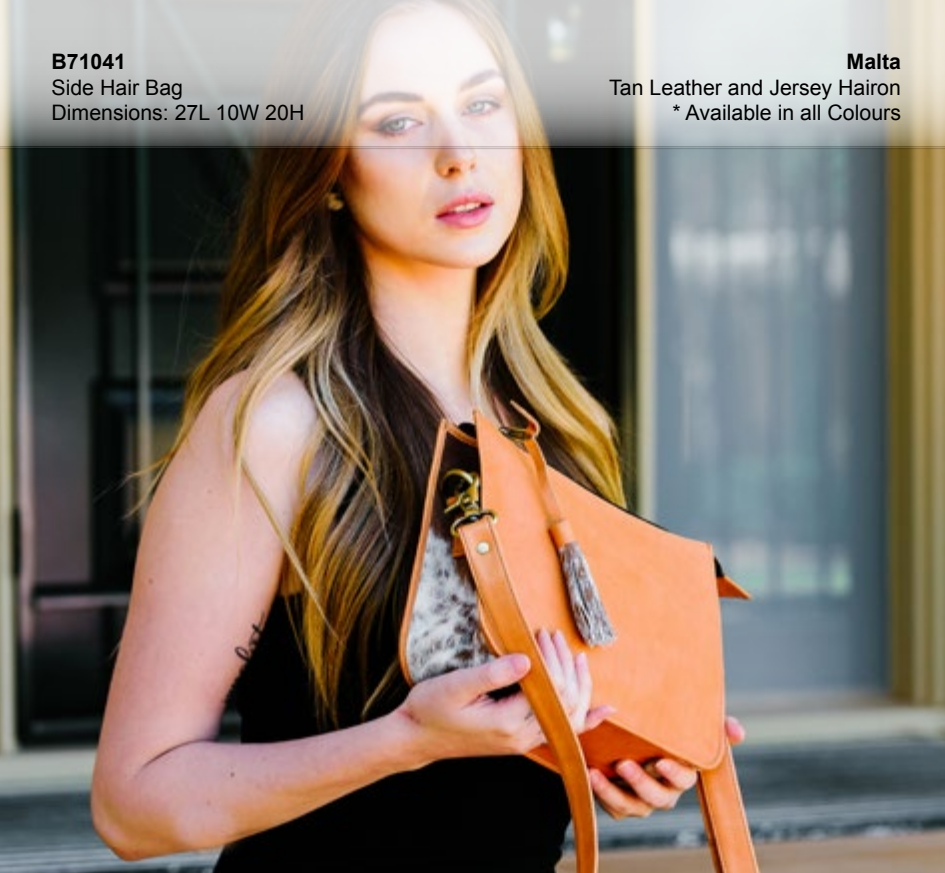 B71041
Side Hair Bag
Dimensions: 27L 10W 20H
Malta
Tan Leather and Jersey Hairon
* Available in all Colours